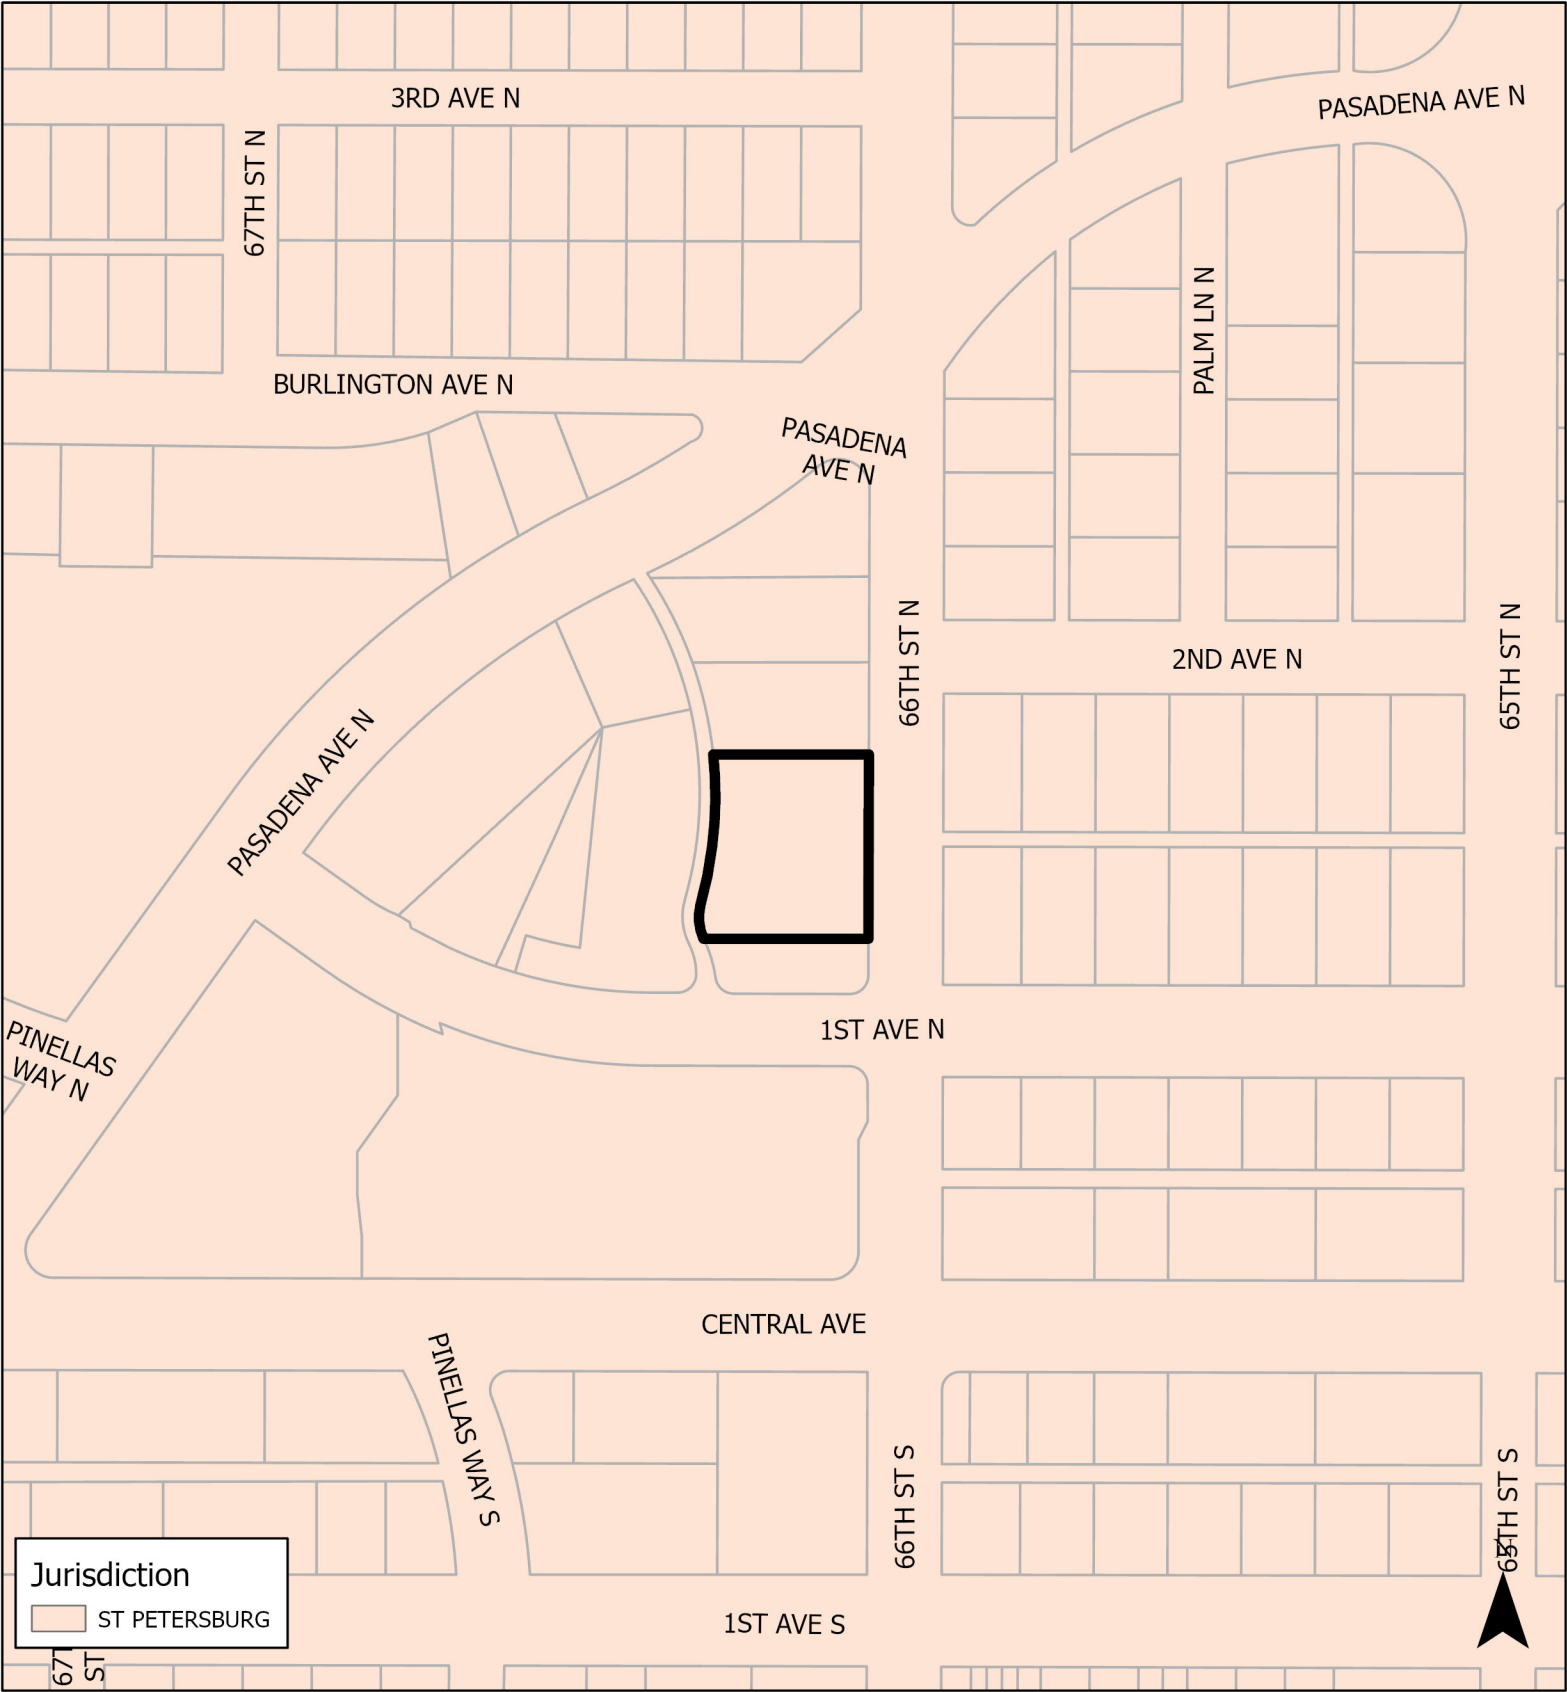 3RD AVE N
PASADENA AVE N
67TH ST N
PALM LN N
BURLINGTON AVE N
PASADENA
AVE N
66TH ST N
65TH ST N
2ND AVE N
PASADENA AVE N
1ST AVE N
PINELLAS
WAY N
CENTRAL AVE
PINELLAS WAY S
66TH ST S
65TH ST S
Jurisdiction
ST PETERSBURG
1ST AVE S
ST